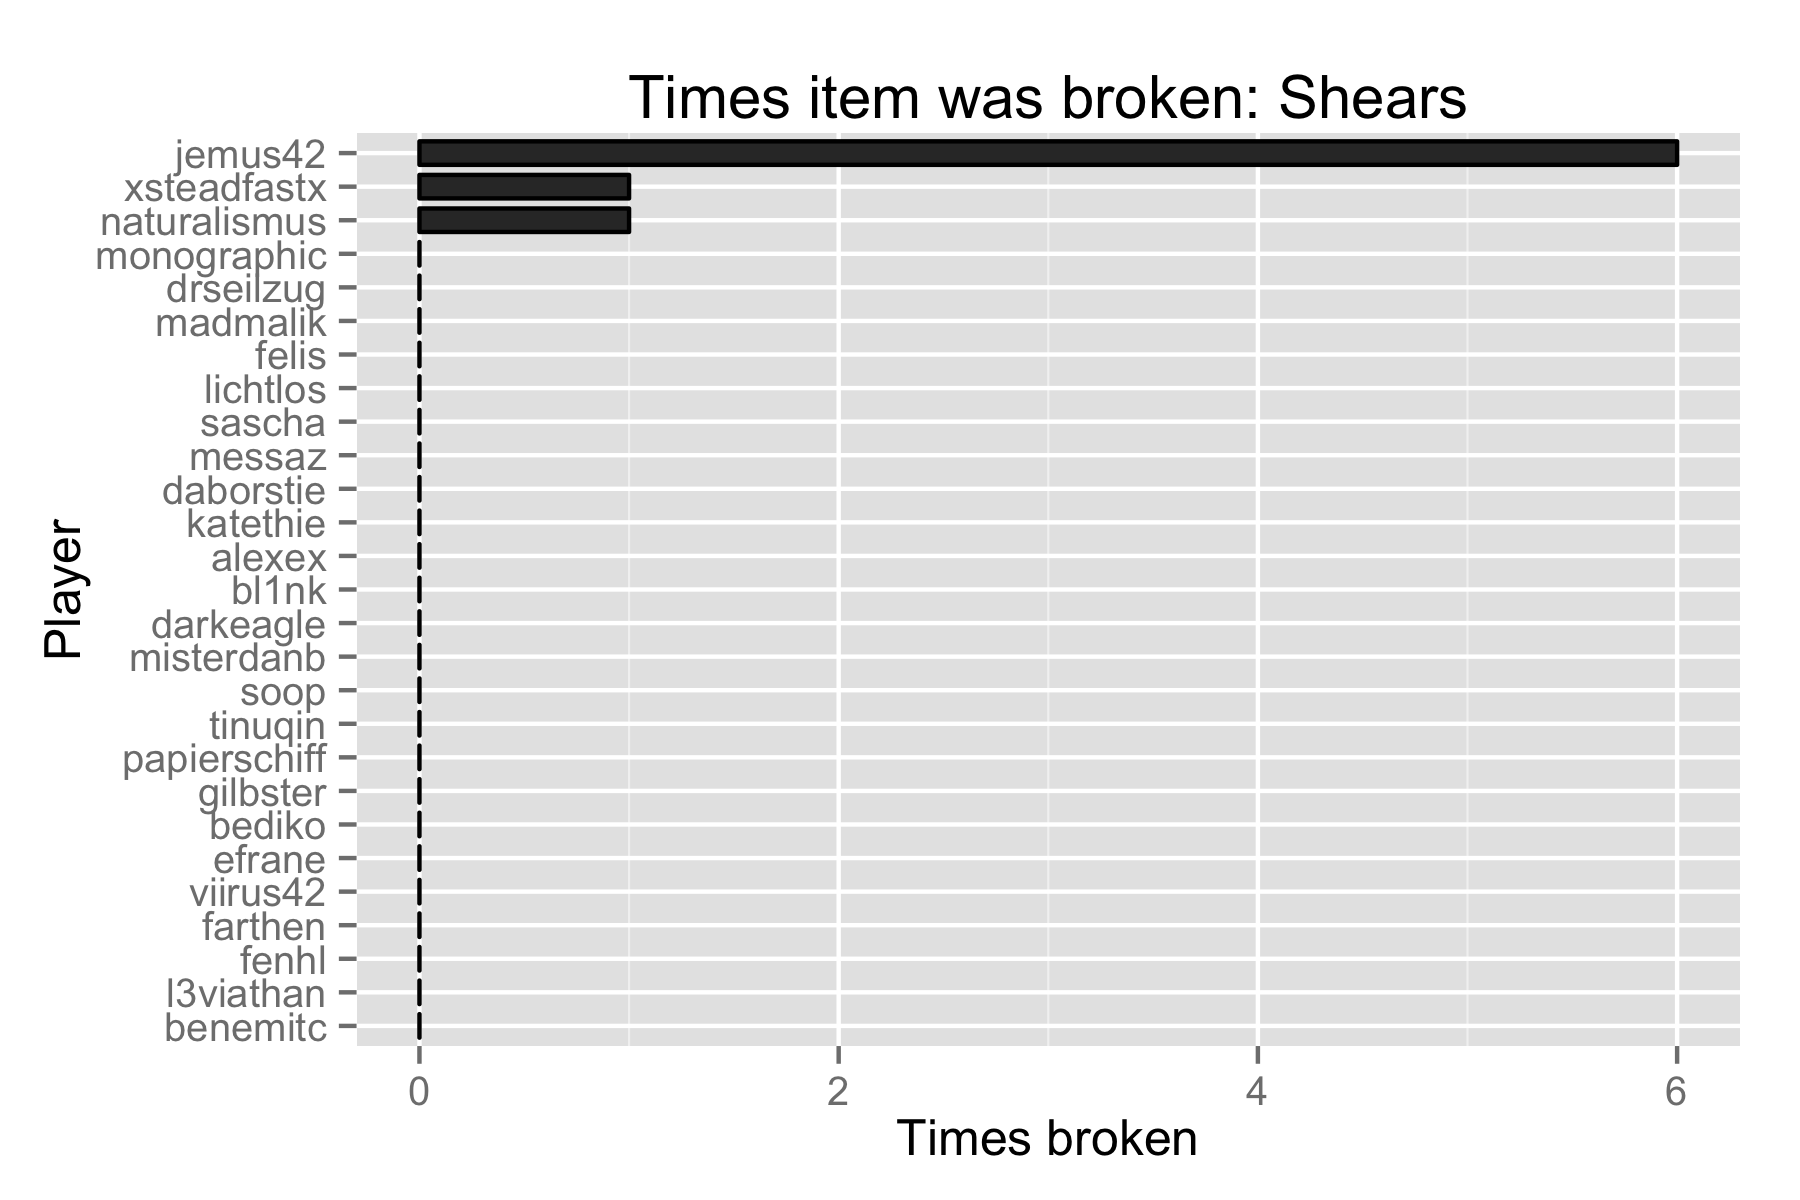 Times item was broken: Shears
jemus42
xsteadfastx
naturalismus
monographic
drseilzug
madmalik
felis
lichtlos
sascha
messaz
daborstie
katethie
alexex
bl1nk
darkeagle
misterdanb
soop
tinuqin
papierschiff
gilbster
bediko
efrane
viirus42
farthen
fenhl
l3viathan
benemitc
Player
0 2 4 6
Times broken